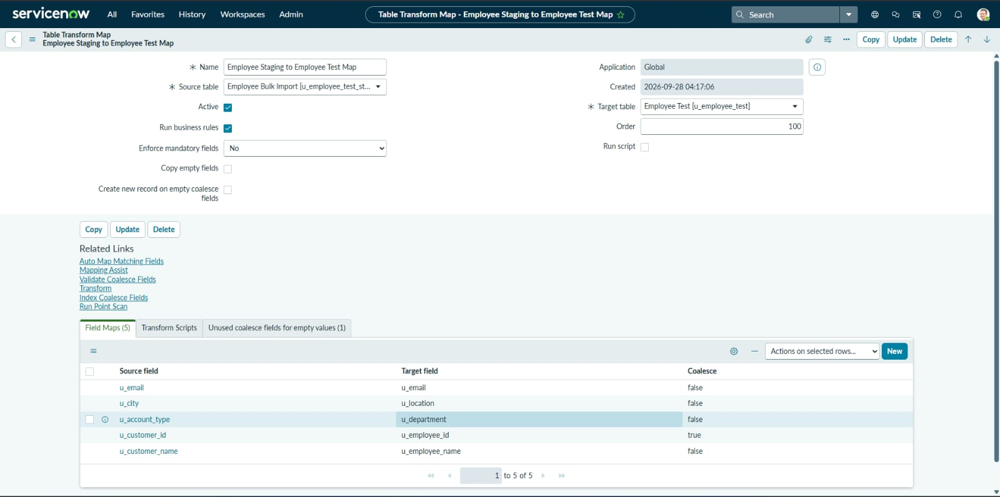 servicenow All Favorites History Workspaces Admin Table Transform Map - Employee Staging to Employee Test Map Search
Table Transform Map
Employee Staging to Employee Test Map
Copy Update Delete
Name Employee Staging to Employee Test Map
Application Global
Source table Employee Bulk Import [u_employee_test_st...
Created 2026-09-28 04:17:06
Active
Target table Employee Test [u_employee_test]
Run business rules
Order 100
Enforce mandatory fields No
Run script
Copy empty fields
Create new record on empty coalesce
fields
Copy Update Delete
Related Links
Auto Map Matching Fields
Mapping Assist
Validate Coalesce Fields
Transform
Index Coalesce Fields
Run Point Scan
Field Maps (5) Transform Scripts Unused coalesce fields for empty values (1)
Actions on selected rows... New
Source field Target field Coalesce
u_email u_email false
u_city u_location false
u_account_type u_department false
u_customer_id u_employee_id true
u_customer_name u_employee_name false
1 to 5 of 5